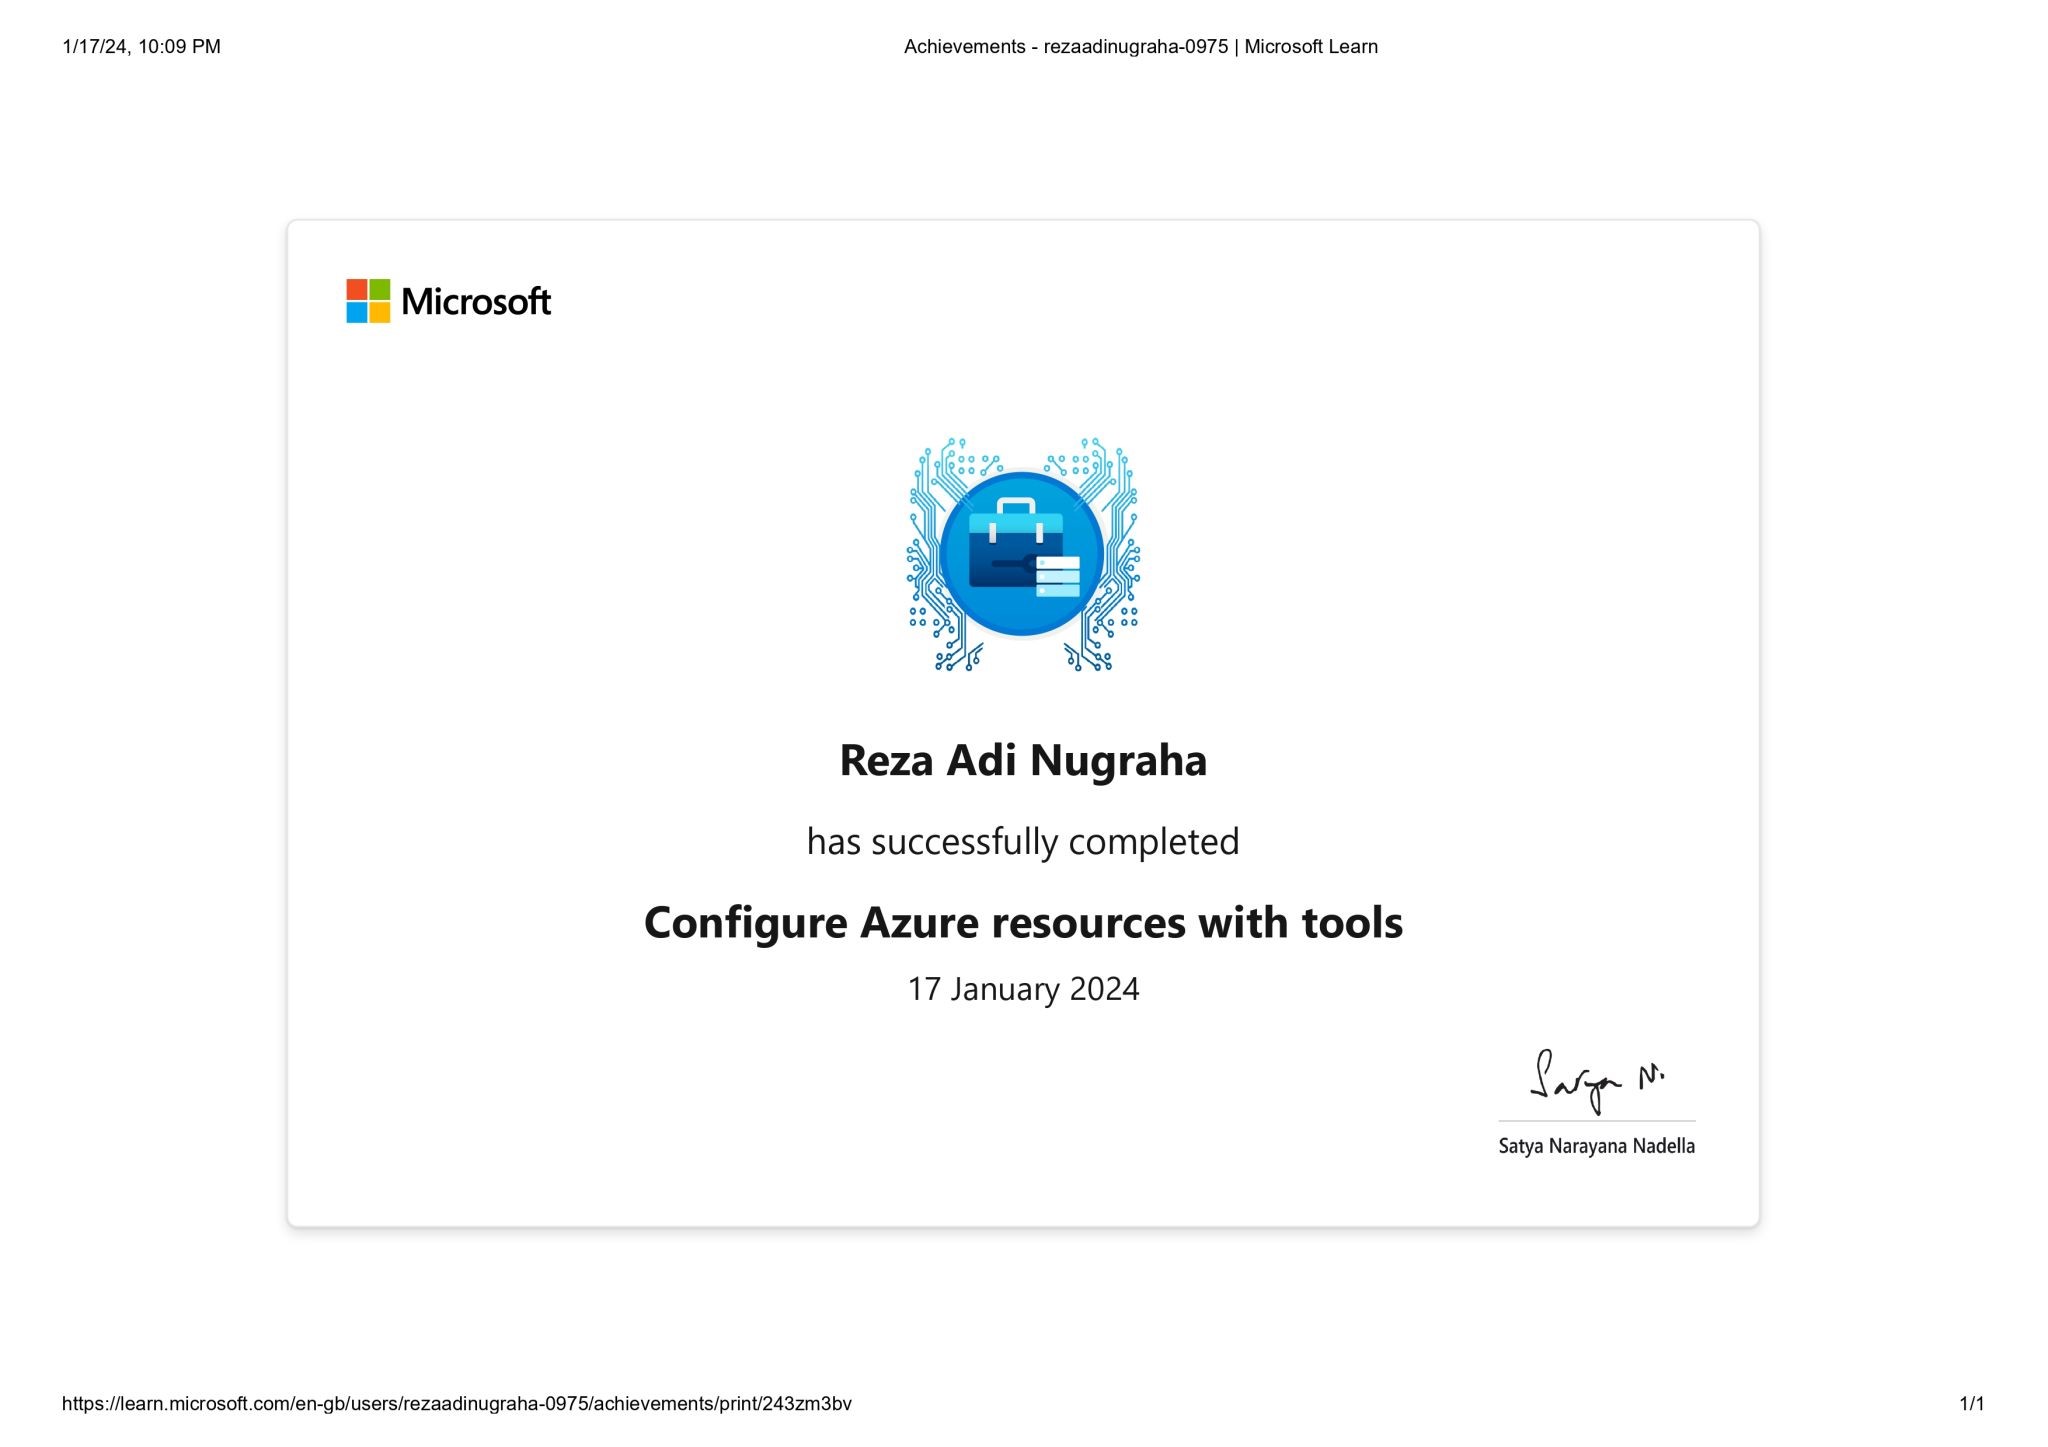 1/17/24, 10:09 PM
Achievements - rezaadinugraha-0975 | Microsoft Learn
Microsoft
Reza Adi Nugraha
has successfully completed
Configure Azure resources with tools
17 January 2024
Satya N.
Satya Narayana Nadella
https://learn.microsoft.com/en-gb/users/rezaadinugraha-0975/achievements/print/243zm3bv
1/1